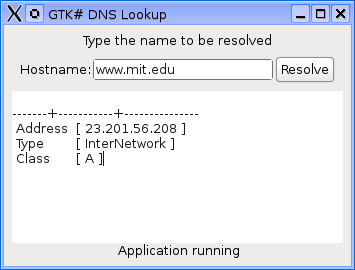 GTK# DNS Lookup
Type the name to be resolved
Hostname: www.mit.edu Resolve
-------+-----------+---------------
Address [ 23.201.56.208 ]
Type [ InterNetwork ]
Class [ A ]
Application running